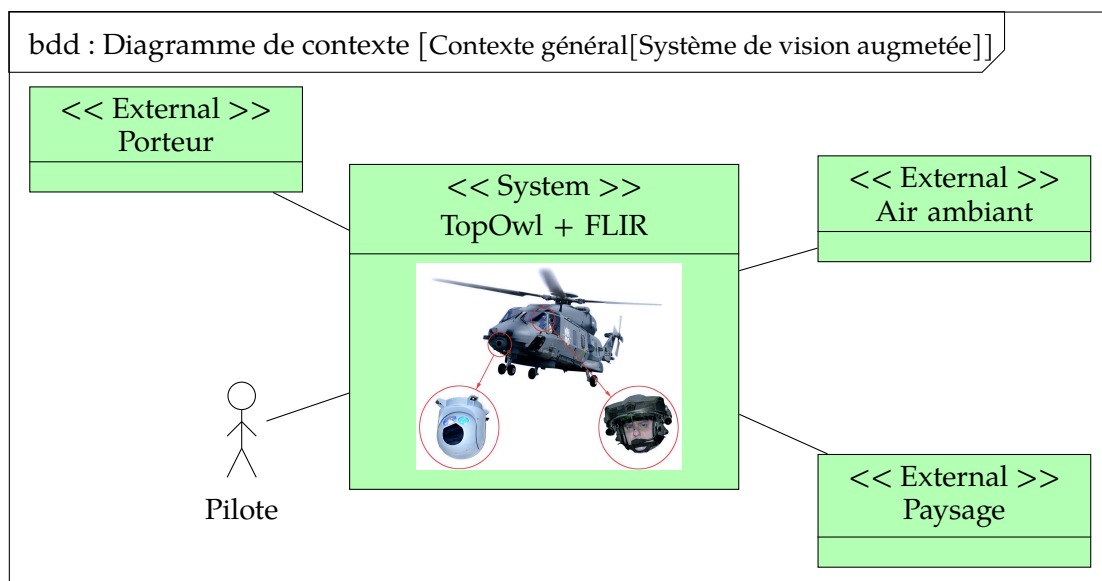 bdd : Diagramme de contexte [Contexte général[Système de vision augmetée]]
<< External >>
Porteur
<< System >>
TopOwl + FLIR
<< External >>
Air ambiant
Pilote
<< External >>
Paysage